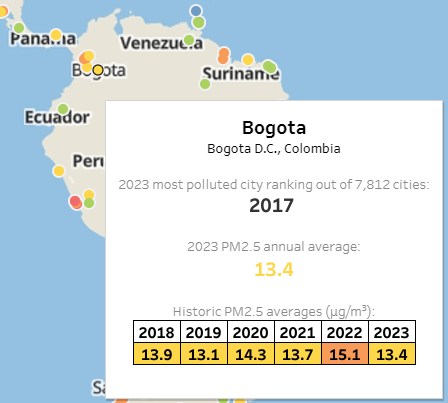 Panama
Venezuela
Bogota
Suriname
Ecuador
Peru
Bogota
Bogota D.C., Colombia
2023 most polluted city ranking out of 7,812 cities:
2017
2023 PM2.5 annual average:
13.4
Historic PM2.5 averages (µg/m³):
2018 2019 2020 2021 2022 2023
13.9 13.1 14.3 13.7 15.1 13.4
Sa